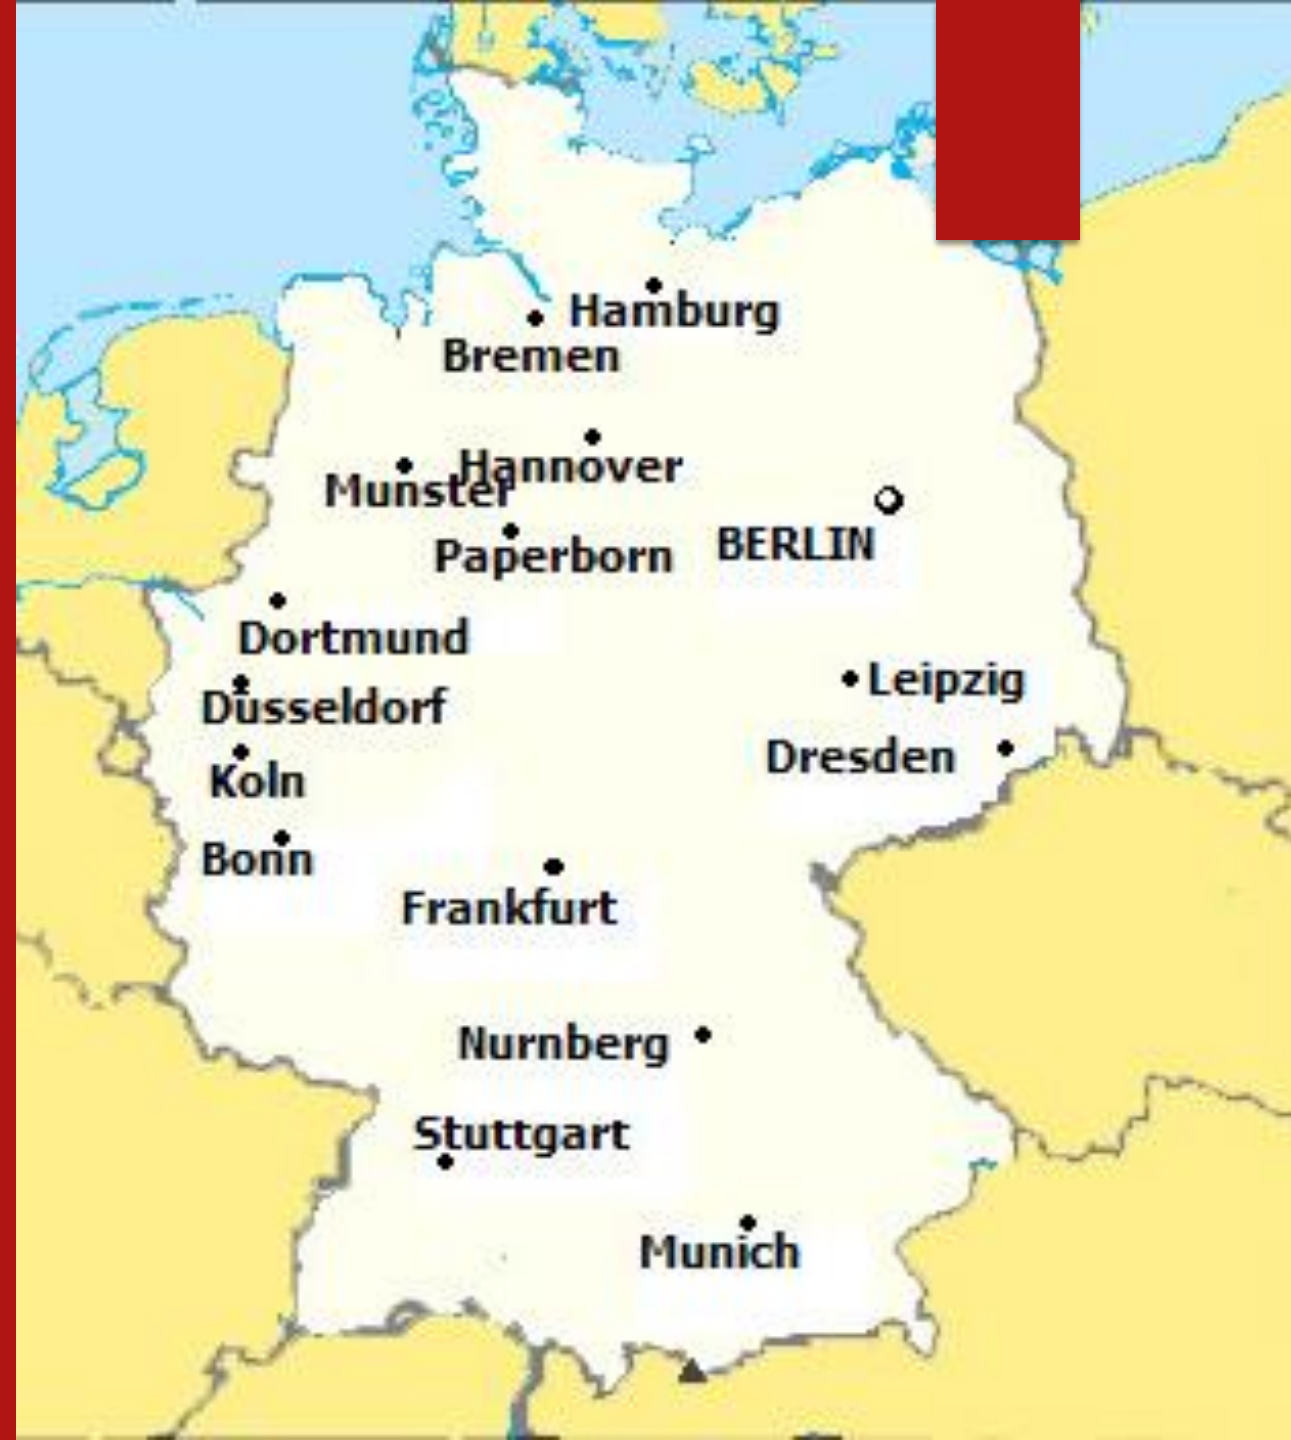 Hamburg
Bremen
Hannover
Munster
Paperborn
BERLIN
Dortmund
Leipzig
Dusseldorf
Dresden
Koln
Bonn
Frankfurt
Nurnberg
Stuttgart
Munich